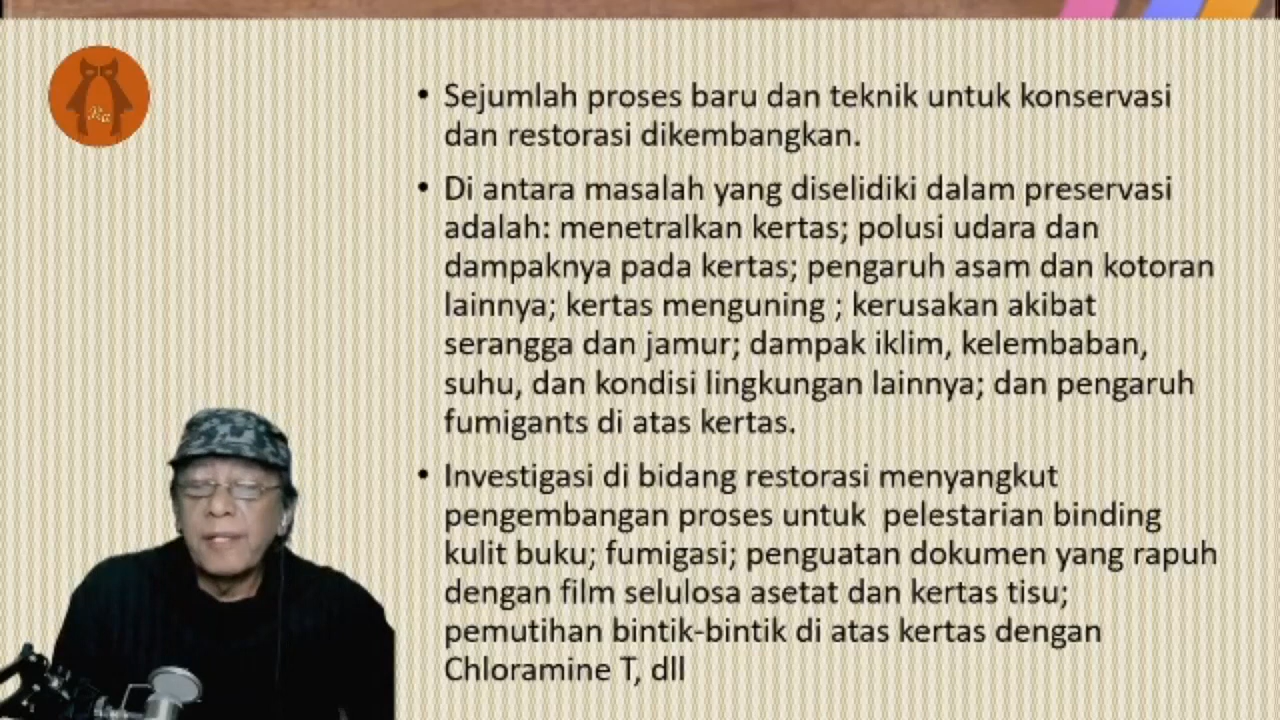 • Sejumlah proses baru dan teknik untuk konservasi
dan restorasi dikembangkan.
• Di antara masalah yang diselidiki dalam preservasi
adalah: menetralkan kertas; polusi udara dan
dampaknya pada kertas; pengaruh asam dan kotoran
lainnya; kertas menguning ; kerusakan akibat
serangga dan jamur; dampak iklim, kelembaban,
suhu, dan kondisi lingkungan lainnya; dan pengaruh
fumigants di atas kertas.
• Investigasi di bidang restorasi menyangkut
pengembangan proses untuk  pelestarian binding
kulit buku; fumigasi; penguatan dokumen yang rapuh
dengan film selulosa asetat dan kertas tisu;
pemutihan bintik-bintik di atas kertas dengan
Chloramine T, dll